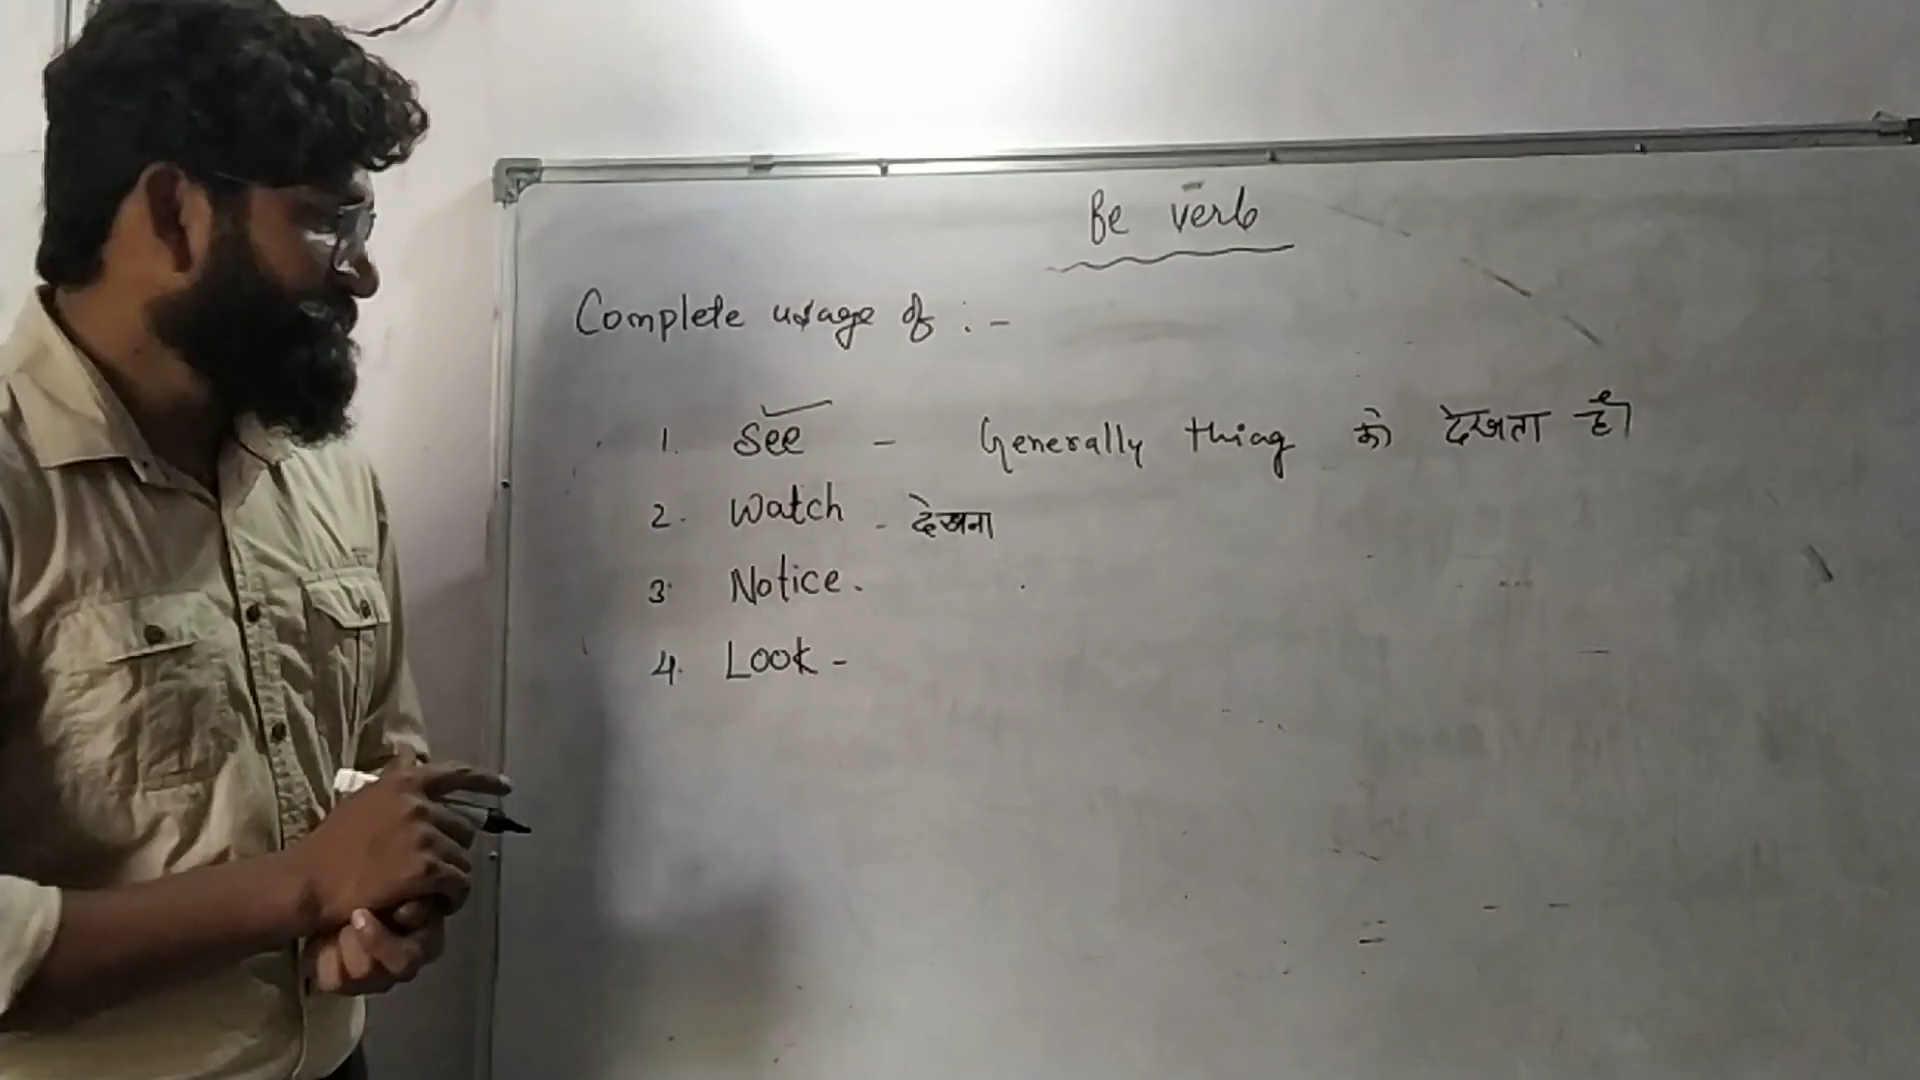 Be verb
Complete usage of :-
1. See - Generally thing को देखता है।
2. Watch - देखना
3. Notice.
4. Look -